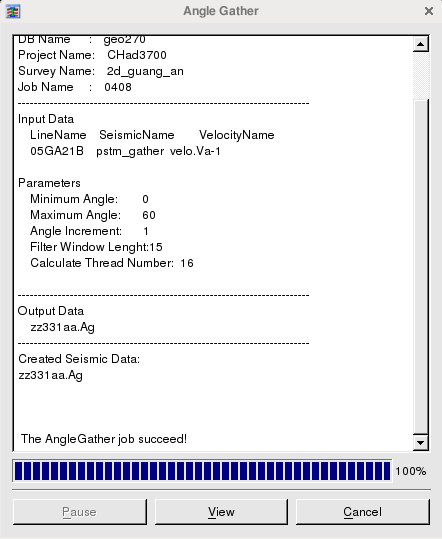 Angle Gather
DB Name : geo270
Project Name: CHad3700
Survey Name: 2d_guang_an
Job Name : 0408
Input Data
LineName SeismicName VelocityName
05GA21B pstm_gather velo.Va-1
Parameters
Minimum Angle: 0
Maximum Angle: 60
Angle Increment: 1
Filter Window Lenght:15
Calculate Thread Number: 16
Output Data
zz331aa.Ag
Created Seismic Data:
zz331aa.Ag
The AngleGather job succeed!
100%
Pause View Cancel